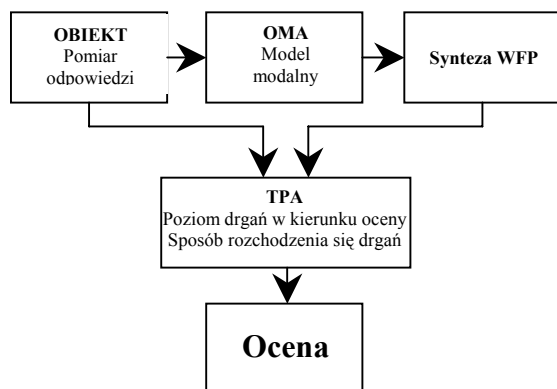 OBIEKT
Pomiar
odpowiedzi
OMA
Model
modalny
Synteza WFP
TPA
Poziom drgań w kierunku oceny
Sposób rozchodzenia się drgań
Ocena